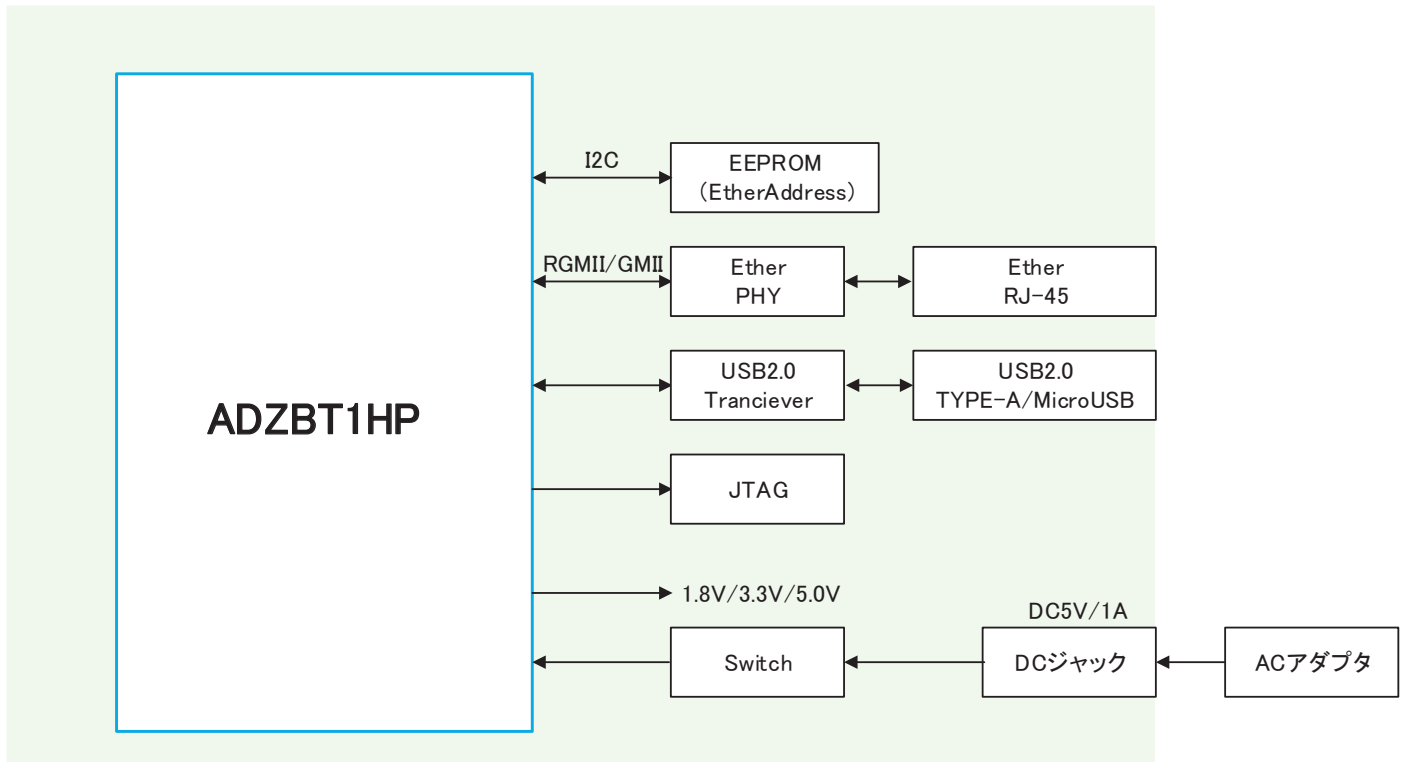 I2C
EEPROM
(EtherAddress)
RGMII/GMII
Ether
PHY
Ether
RJ-45
USB2.0
Tranciever
USB2.0
TYPE-A/MicroUSB
ADZBT1HP
JTAG
1.8V/3.3V/5.0V
DC5V/1A
Switch
DCジャック
ACアダプタ